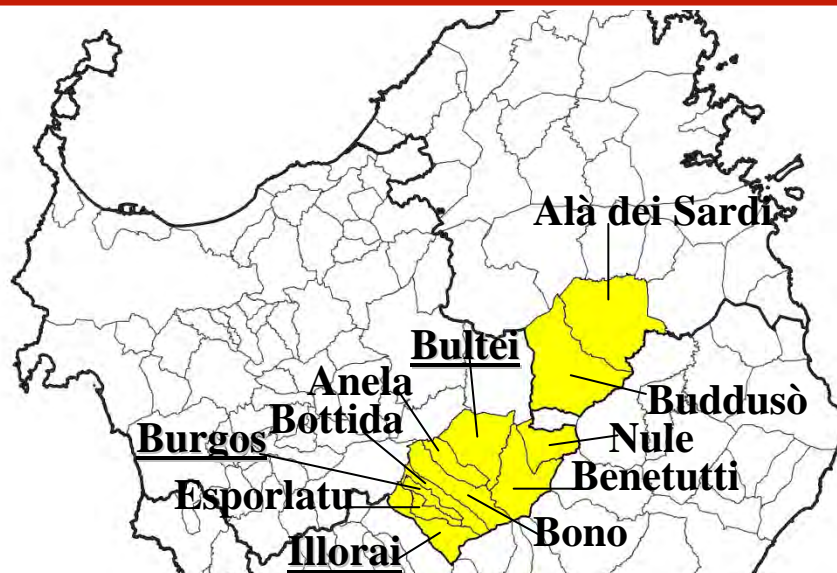 Alà dei Sardi
Bultei
Anela
Buddusò
Bottida
Nule
Burgos
Benetutti
Esporlatu
Bono
Illorai